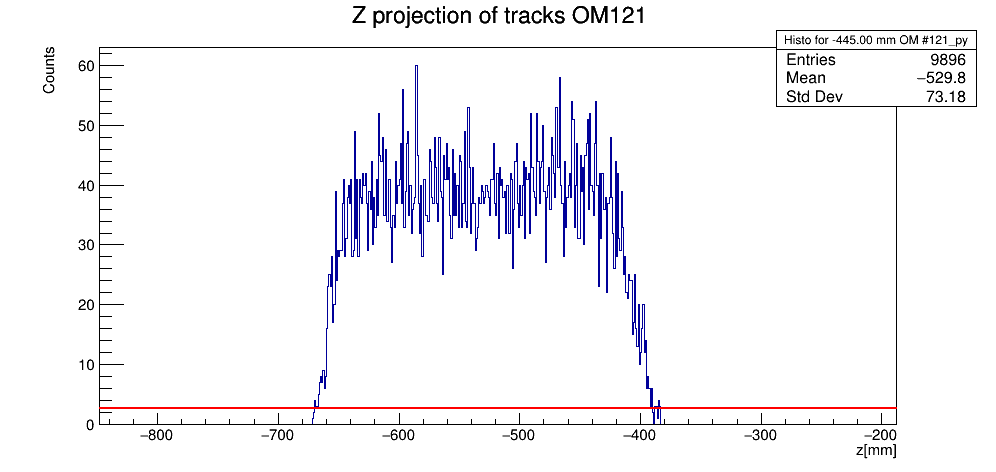 Z projection of tracks OM121
Histo for -445.00 mm OM #121_py
Entries 9896
Mean −529.8
Std Dev 73.18
Counts
60
50
40
30
20
10
0
−800 −700 −600 −500 −400 −300 −200
z[mm]